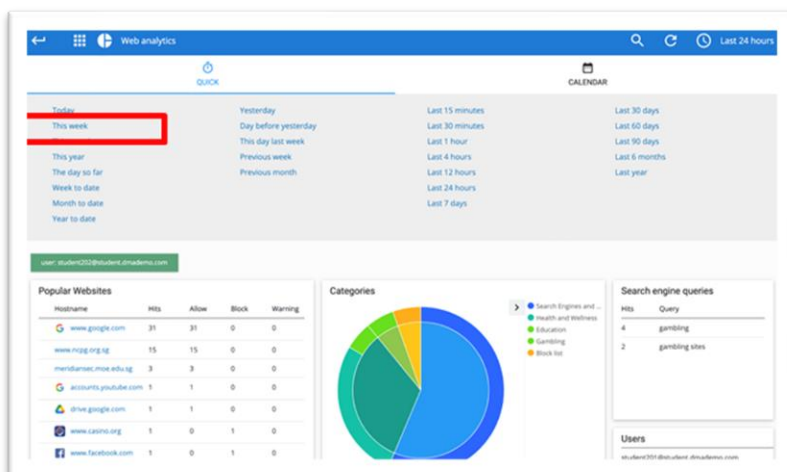 Web analytics
Last 24 hours
QUICK
CALENDAR
Today Yesterday Last 15 minutes Last 30 days
This week Day before yesterday Last 30 minutes Last 60 days
This day last week Last 1 hour Last 90 days
This year Previous week Last 4 hours Last 6 months
The day so far Previous month Last 12 hours Last year
Week to date Last 24 hours
Month to date Last 7 days
Year to date
user: student202@student.dmademo.com
Popular Websites
Hostname Hits Allow Block Warning
www.google.com 31 31 0 0
www.ncpg.org.sg 15 15 0 0
meridiansec.moe.edu.sg 3 3 0 0
accounts.youtube.com 1 1 0 0
drive.google.com 1 1 0 0
www.casino.org 1 0 1 0
www.facebook.com 1 0 1 0
Categories
Search Engines and ...
Health and Wellness
Education
Gambling
Block list
Search engine queries
Hits Query
4 gambling
2 gambling sites
Users
student201@student.dmademo.com